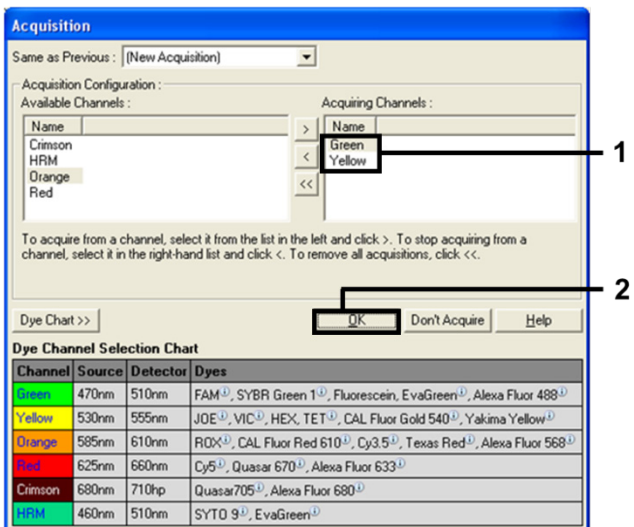 Acquisition
Same as Previous : (New Acquisition)
Acquisition Configuration :
Available Channels :
Acquiring Channels :
Name
Crimson
HRM
Orange
Red
>
<
<<
Name
Green
Yellow
1
To acquire from a channel, select it from the list in the left and click >. To stop acquiring from a
channel, select it in the right-hand list and click <. To remove all acquisitions, click <<.
2
Dye Chart >> OK Don't Acquire Help
Dye Channel Selection Chart
Channel Source Detector Dyes
Green 470nm 510nm FAM, SYBR Green 1, Fluorescein, EvaGreen, Alexa Fluor 488
Yellow 530nm 555nm JOE, VIC, HEX, TET, CAL Fluor Gold 540, Yakima Yellow
Orange 585nm 610nm ROX, CAL Fluor Red 610, Cy3.5, Texas Red, Alexa Fluor 568
Red 625nm 660nm Cy5, Quasar 670, Alexa Fluor 633
Crimson 680nm 710hp Quasar705, Alexa Fluor 680
HRM 460nm 510nm SYTO 9, EvaGreen